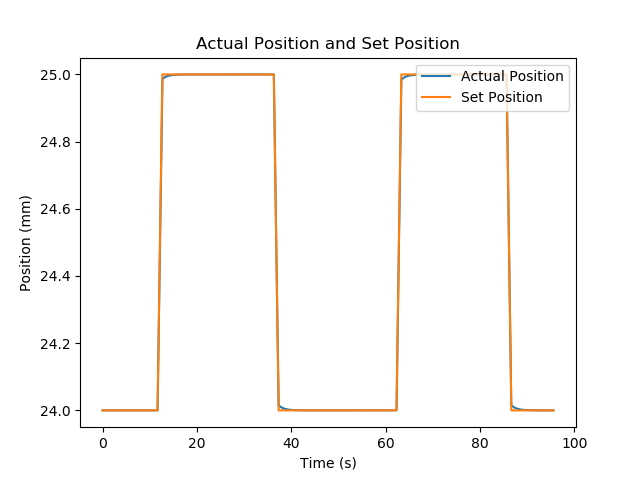 Actual Position and Set Position
Actual Position
Set Position
25.0
24.8
24.6
24.4
24.2
24.0
Position (mm)
0
20
40
60
80
100
Time (s)